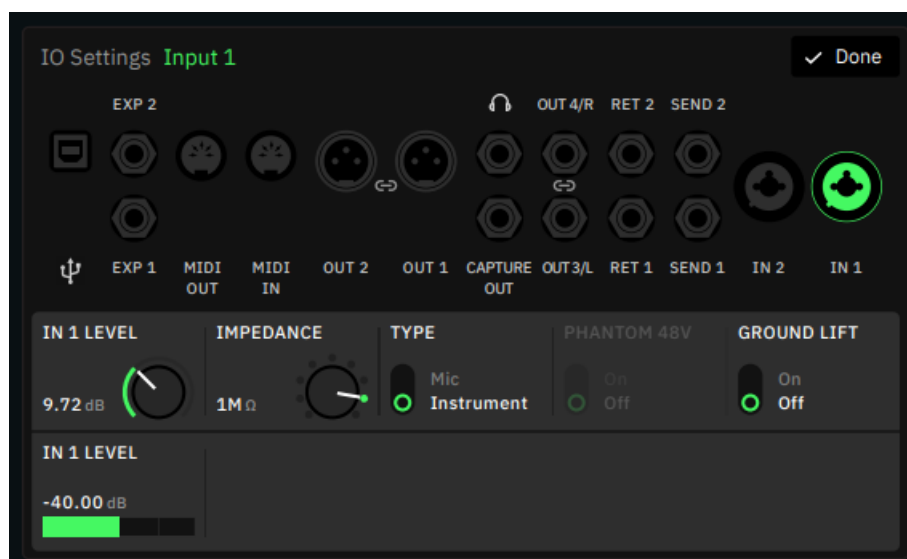 IO Settings Input 1
Done
EXP 2
OUT 4/R
RET 2
SEND 2
EXP 1
MIDI OUT
MIDI IN
OUT 2
OUT 1
CAPTURE OUT
OUT3/L
RET 1
SEND 1
IN 2
IN 1
IN 1 LEVEL
9.72 dB
IMPEDANCE
1M Ω
TYPE
Mic
Instrument
PHANTOM 48V
On
Off
GROUND LIFT
On
Off
IN 1 LEVEL
-40.00 dB